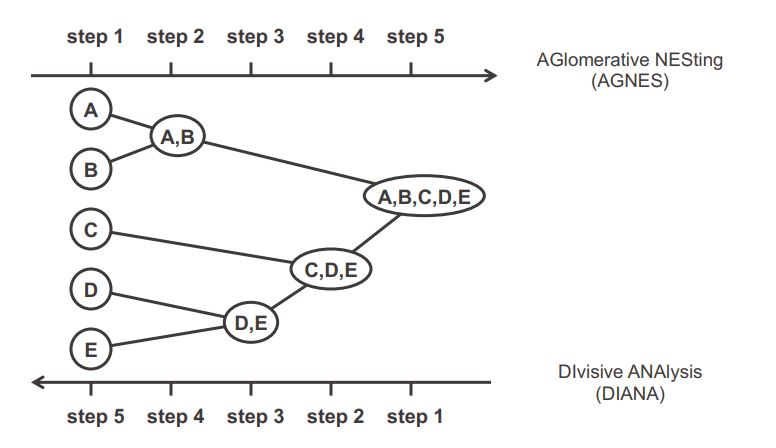 step 1 step 2 step 3 step 4 step 5
AGlomerative NESting
(AGNES)
A
A,B
B
A,B,C,D,E
C
C,D,E
D
D,E
E
DIvisive ANAlysis
(DIANA)
step 5 step 4 step 3 step 2 step 1